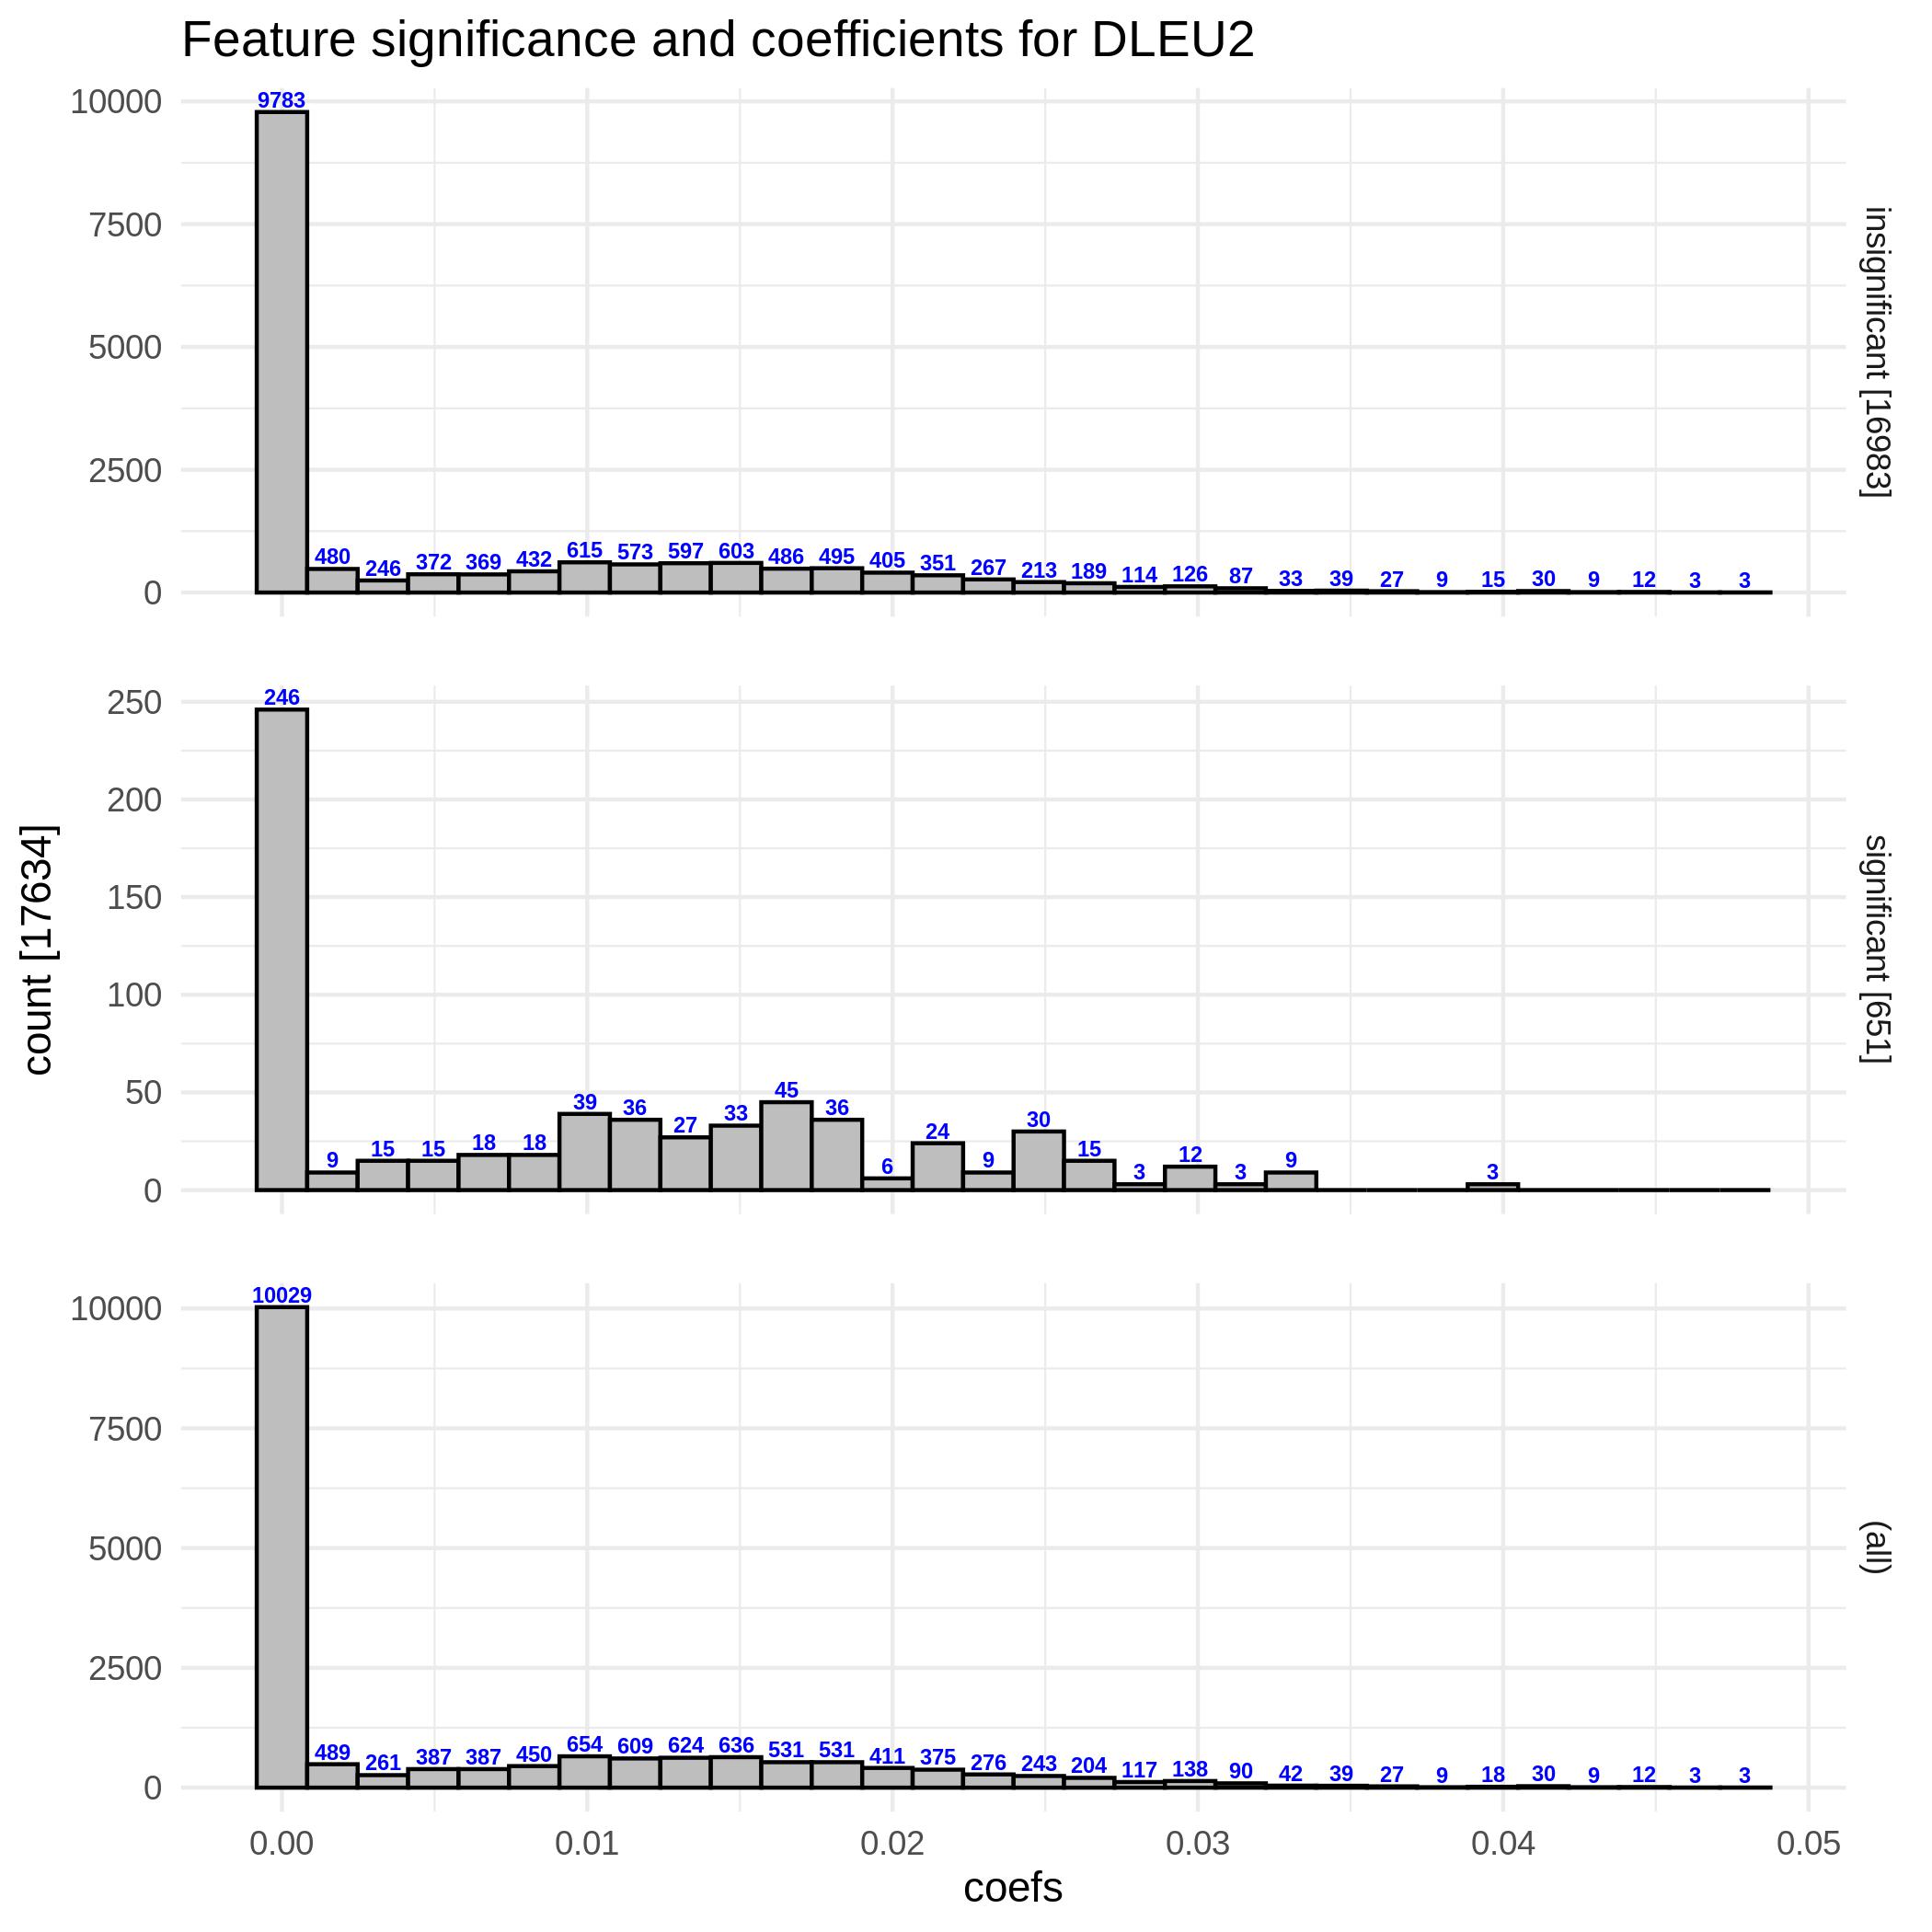 Feature significance and coefficients for DLEU2
count [17634]
10000
7500
5000
2500
0
9783
480 246 372 369 432 615 573 597 603 486 495 405 351 267 213 189 114 126 87 33 39 27 9 15 30 9 12 3 3
insignificant [16983]
250
200
150
100
50
0
246
9 15 15 18 18 39 36 27 33 45 36 6 24 9 30 15 3 12 3 9 3
significant [651]
10000
7500
5000
2500
0
10029
489 261 387 387 450 654 609 624 636 531 531 411 375 276 243 204 117 138 90 42 39 27 9 18 30 9 12 3 3
(all)
0.00 0.01 0.02 0.03 0.04 0.05
coefs